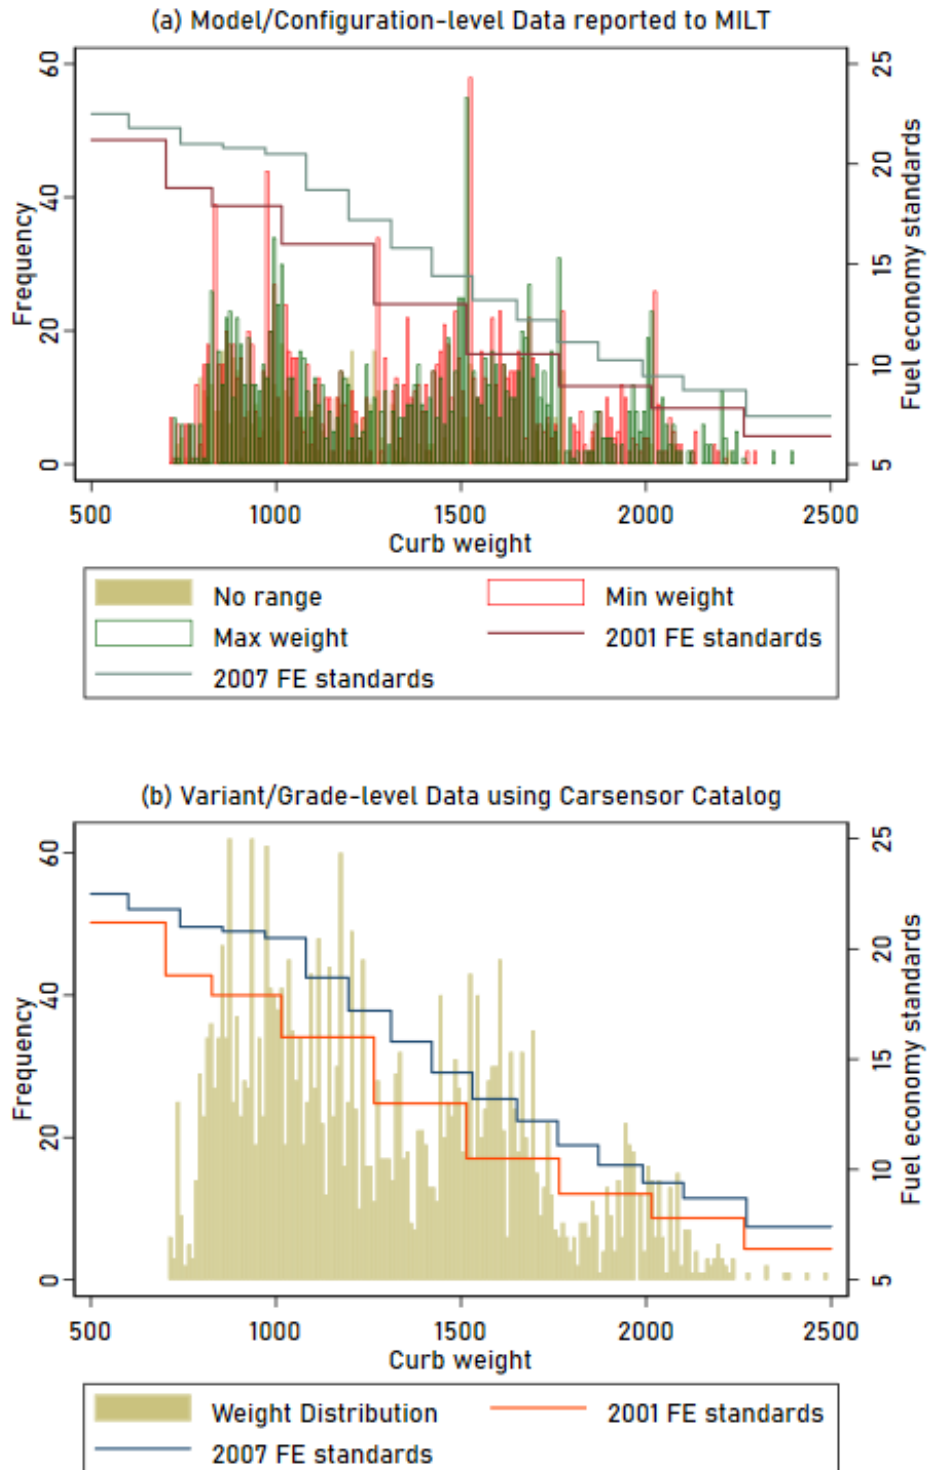 (a) Model/Configuration-level Data reported to MILT
Frequency
0 20 40 60
Fuel economy standards
5 10 15 20 25
500 1000 1500 2000 2500
Curb weight
No range Min weight
Max weight 2001 FE standards
2007 FE standards
(b) Variant/Grade-level Data using Carsensor Catalog
Frequency
0 20 40 60
Fuel economy standards
5 10 15 20 25
500 1000 1500 2000 2500
Curb weight
Weight Distribution 2001 FE standards
2007 FE standards